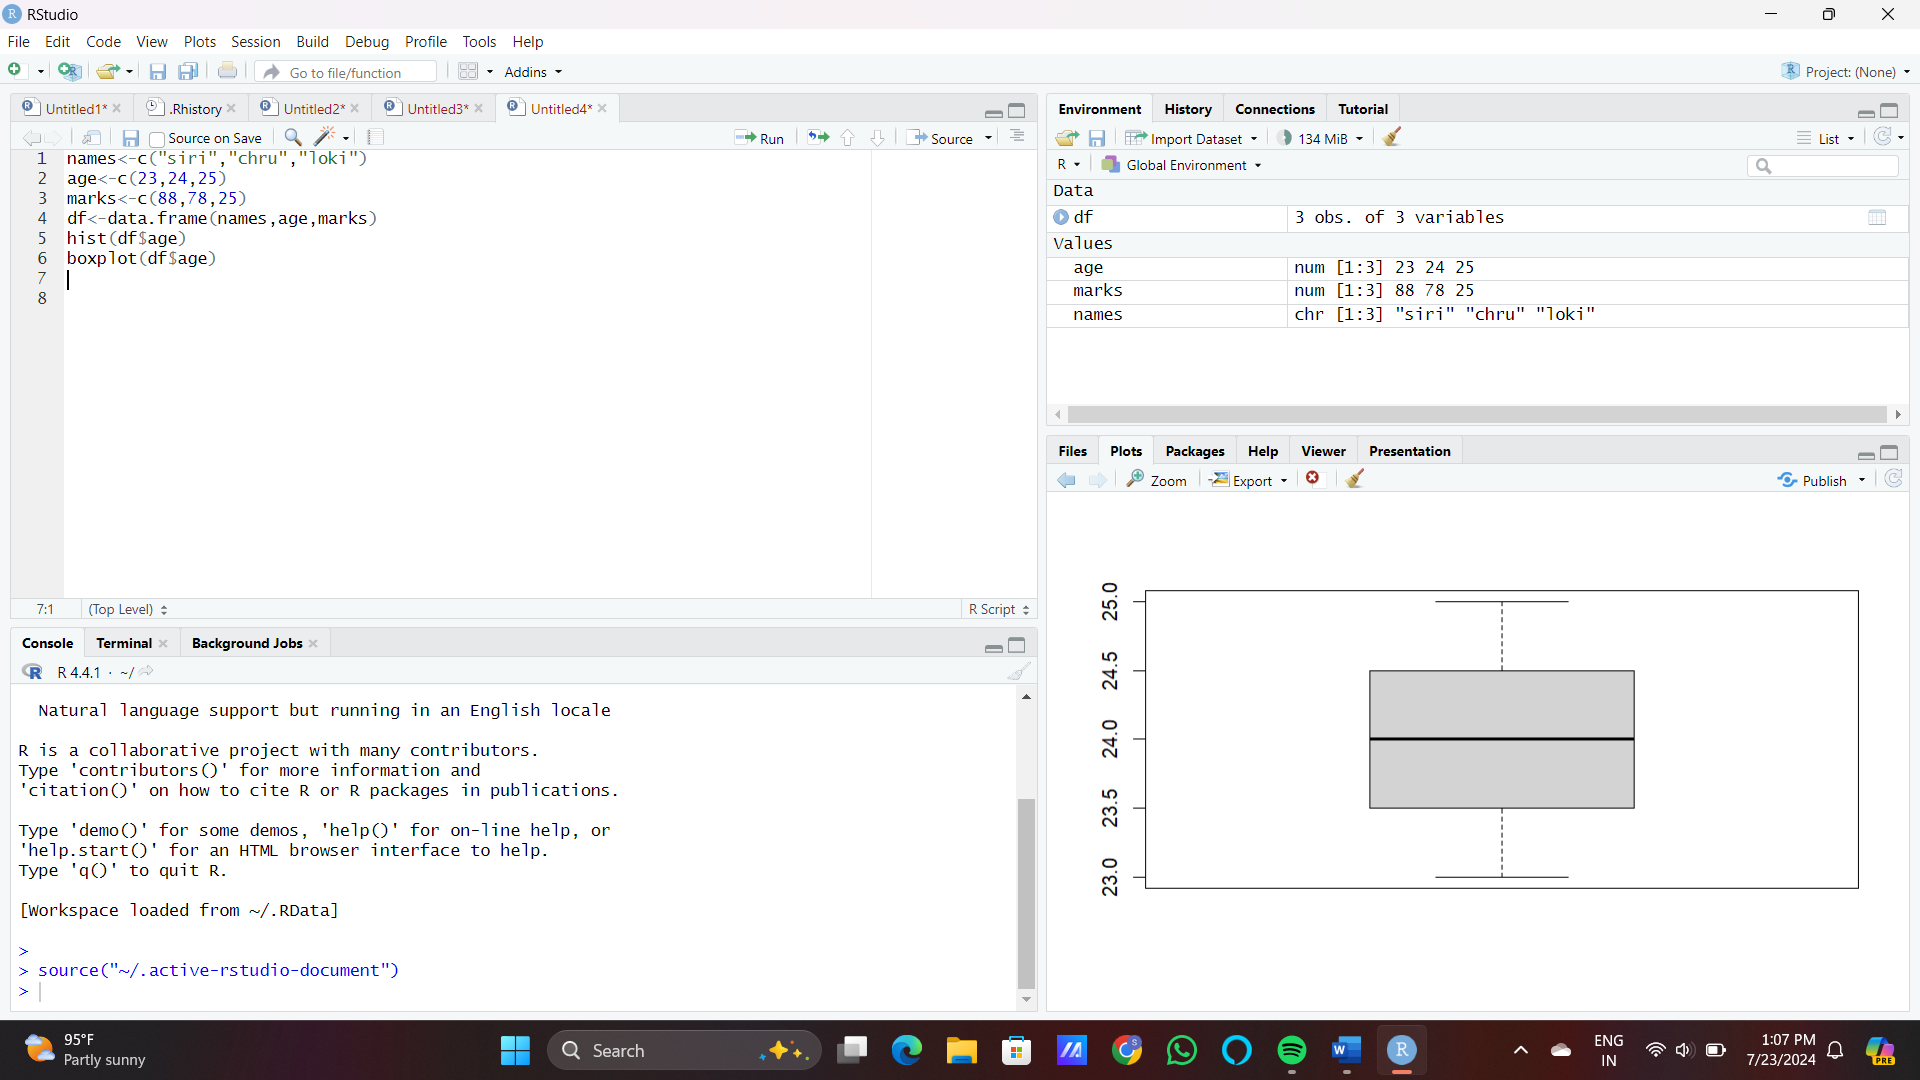 RStudio
File Edit Code View Plots Session Build Debug Profile Tools Help
Go to file/function Addins Project: (None)
Untitled1* .Rhistory Untitled2* Untitled3* Untitled4*
Source on Save Run Source
1 names<-c("siri","chru","loki")
2 age<-c(23,24,25)
3 marks<-c(88,78,25)
4 df<-data.frame(names,age,marks)
5 hist(df$age)
6 boxplot(df$age)
7
8
7:1 (Top Level) R Script
Console Terminal Background Jobs
R 4.4.1 · ~/
Natural language support but running in an English locale
R is a collaborative project with many contributors.
Type 'contributors()' for more information and
'citation()' on how to cite R or R packages in publications.
Type 'demo()' for some demos, 'help()' for on-line help, or
'help.start()' for an HTML browser interface to help.
Type 'q()' to quit R.
[Workspace loaded from ~/.RData]
>
> source("~/.active-rstudio-document")
>
Environment History Connections Tutorial
Import Dataset 134 MiB List
R Global Environment
Data
df 3 obs. of 3 variables
Values
age num [1:3] 23 24 25
marks num [1:3] 88 78 25
names chr [1:3] "siri" "chru" "loki"
Files Plots Packages Help Viewer Presentation
Zoom Export Publish
25.0
24.5
24.0
23.5
23.0
95°F
Partly sunny
Search
ENG
IN
1:07 PM
7/23/2024
PRE